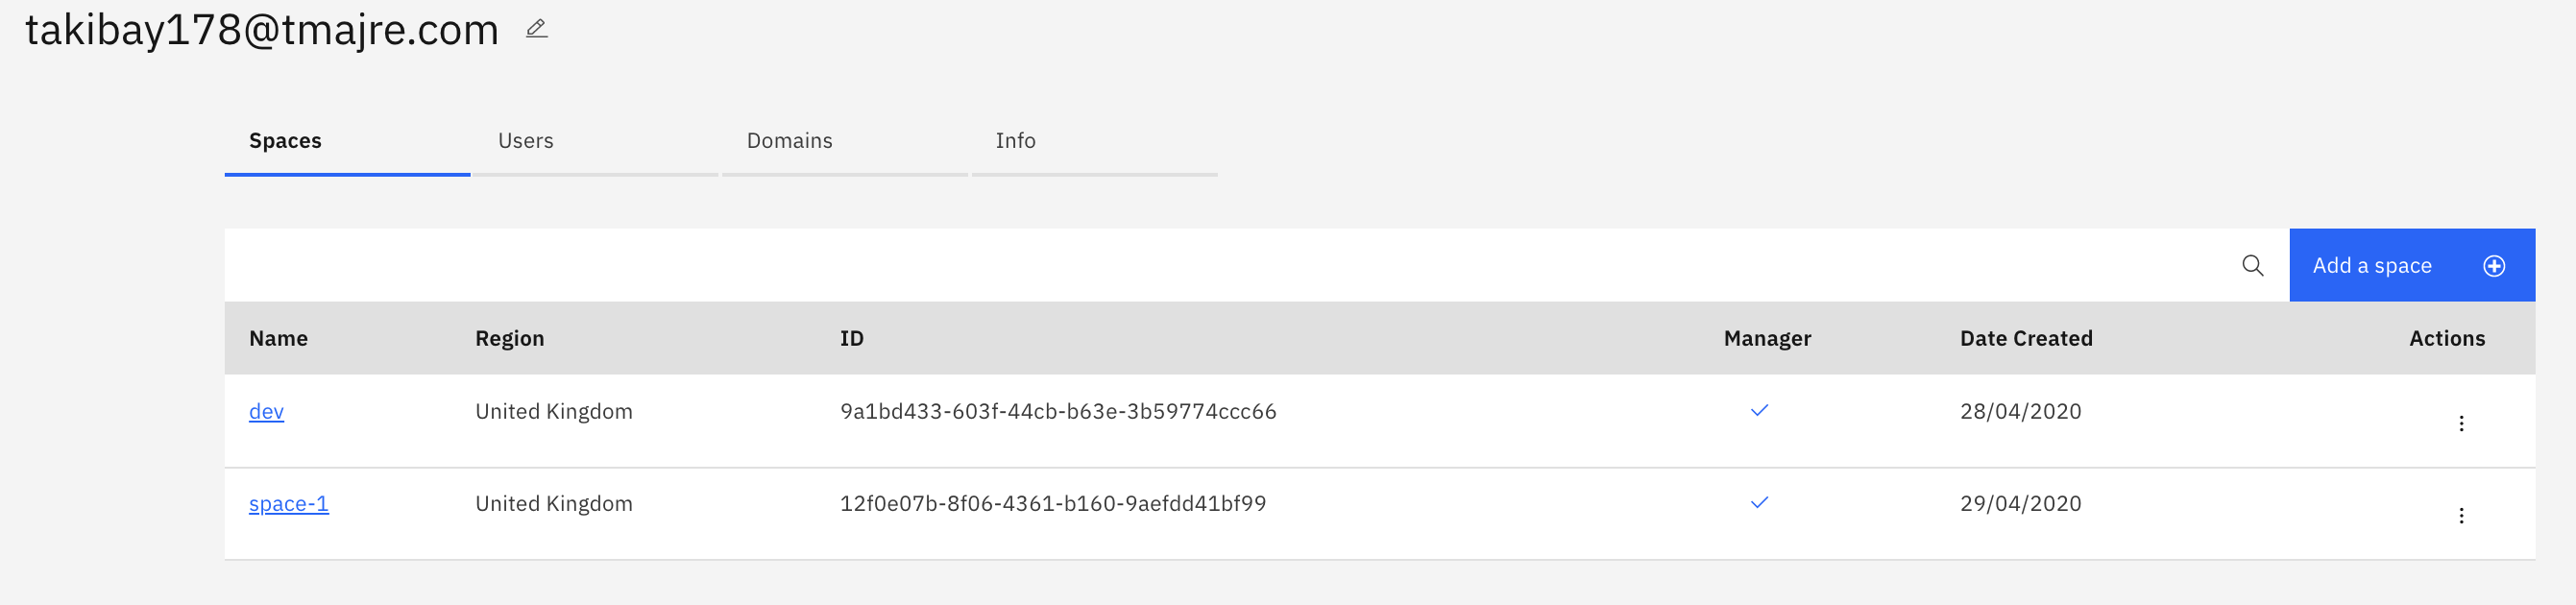 takibay178@tmajre.com
Spaces Users Domains Info
Add a space
Name Region ID Manager Date Created Actions
dev United Kingdom 9a1bd433-603f-44cb-b63e-3b59774ccc66 28/04/2020
space-1 United Kingdom 12f0e07b-8f06-4361-b160-9aefdd41bf99 29/04/2020